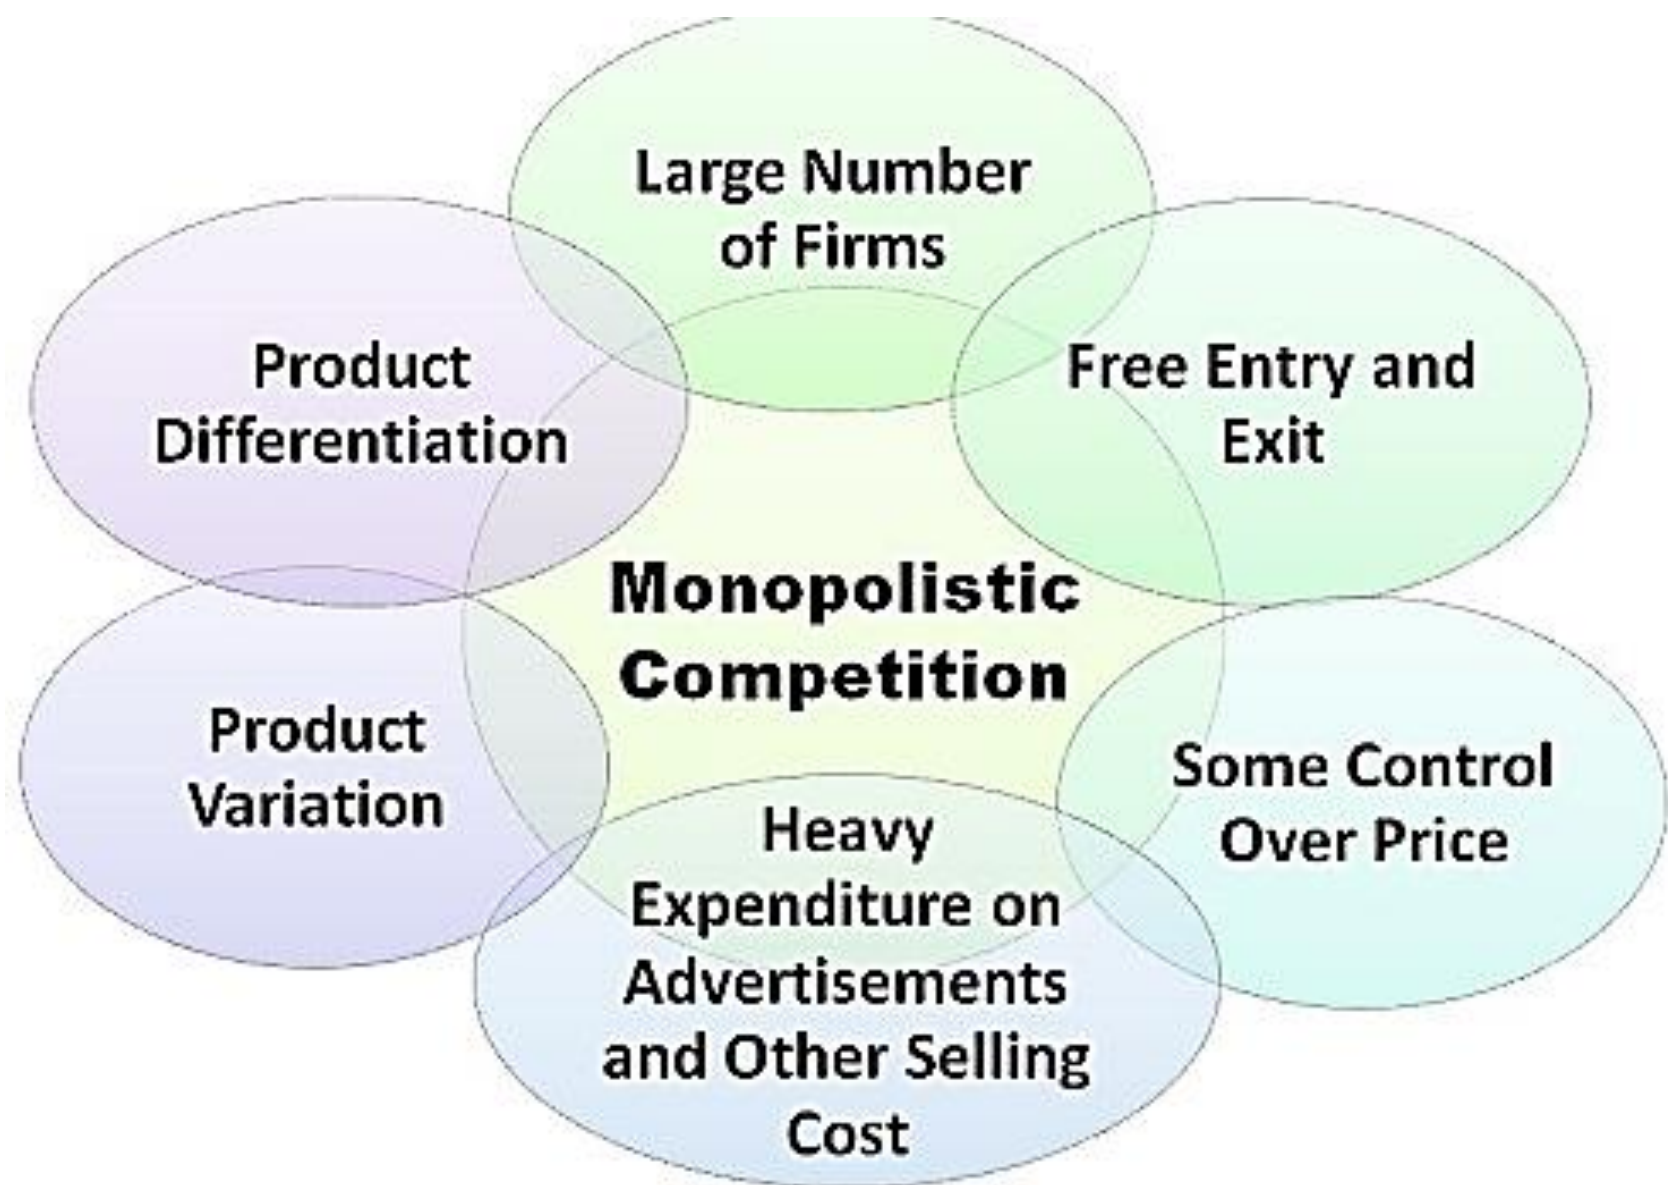 Large Number
of Firms
Product
Differentiation
Free Entry and
Exit
Monopolistic
Competition
Product
Variation
Some Control
Over Price
Heavy
Expenditure on
Advertisements
and Other Selling
Cost